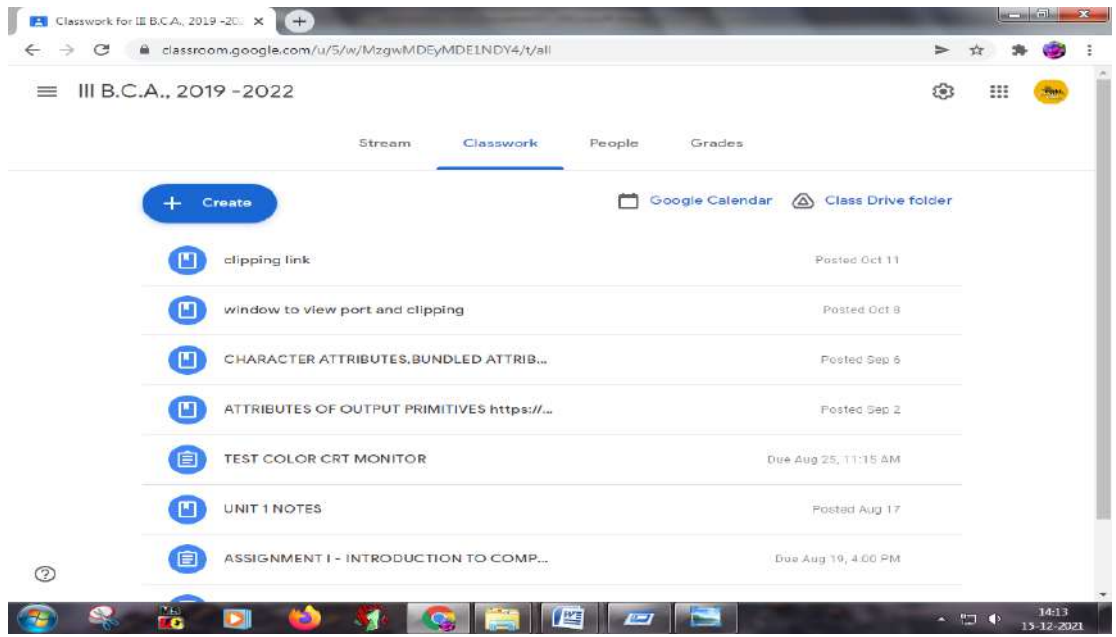 Classwork for III B.C.A., 2019 -202
classroom.google.com/u/5/w/MzgwMDEyMDE1NDY4/t/all
III B.C.A., 2019 -2022
Stream Classwork People Grades
Create Google Calendar Class Drive folder
clipping link Posted Oct 11
window to view port and clipping Posted Oct 8
CHARACTER ATTRIBUTES,BUNDLED ATTRIB... Posted Sep 6
ATTRIBUTES OF OUTPUT PRIMITIVES https://... Posted Sep 2
TEST COLOR CRT MONITOR Due Aug 25, 11:15 AM
UNIT 1 NOTES Posted Aug 17
ASSIGNMENT I - INTRODUCTION TO COMP... Due Aug 19, 4:00 PM
14:13
15-12-2021